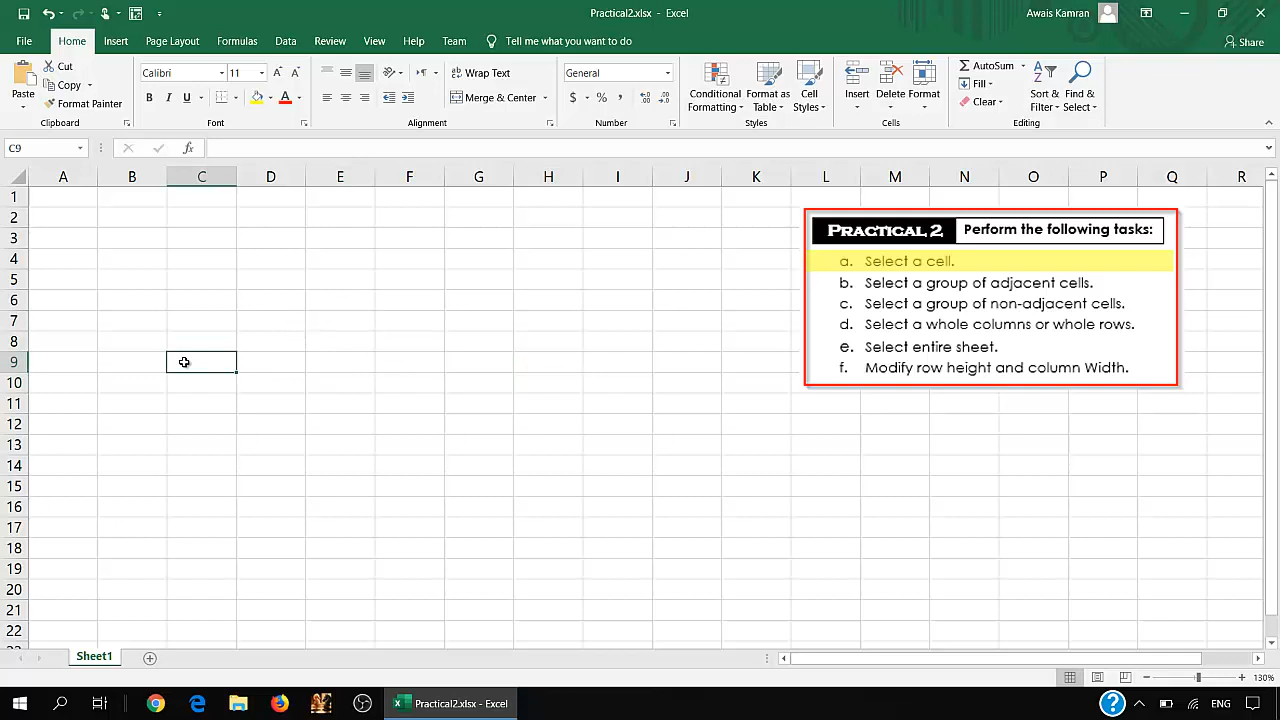 Practical2.xlsx - Excel
Awais Kamran
File Home Insert Page Layout Formulas Data Review View Help Team Tell me what you want to do
Share
Paste
Cut
Copy
Format Painter
Clipboard
Calibri 11
B I U
Font
Wrap Text
Merge & Center
Alignment
General
$ % ,
Number
Conditional Formatting
Format as Table
Cell Styles
Styles
Insert Delete Format
Cells
AutoSum
Fill
Clear
Sort & Filter
Find & Select
Editing
C9
fx
A B C D E F G H I J K L M N O P Q R
1
2
3
4
5
6
7
8
9
10
11
12
13
14
15
16
17
18
19
20
21
22
PRACTICAL 2 Perform the following tasks:
a. Select a cell.
b. Select a group of adjacent cells.
c. Select a group of non-adjacent cells.
d. Select a whole columns or whole rows.
e. Select entire sheet.
f. Modify row height and column Width.
Sheet1
130%
Practical2.xlsx - Excel
ENG